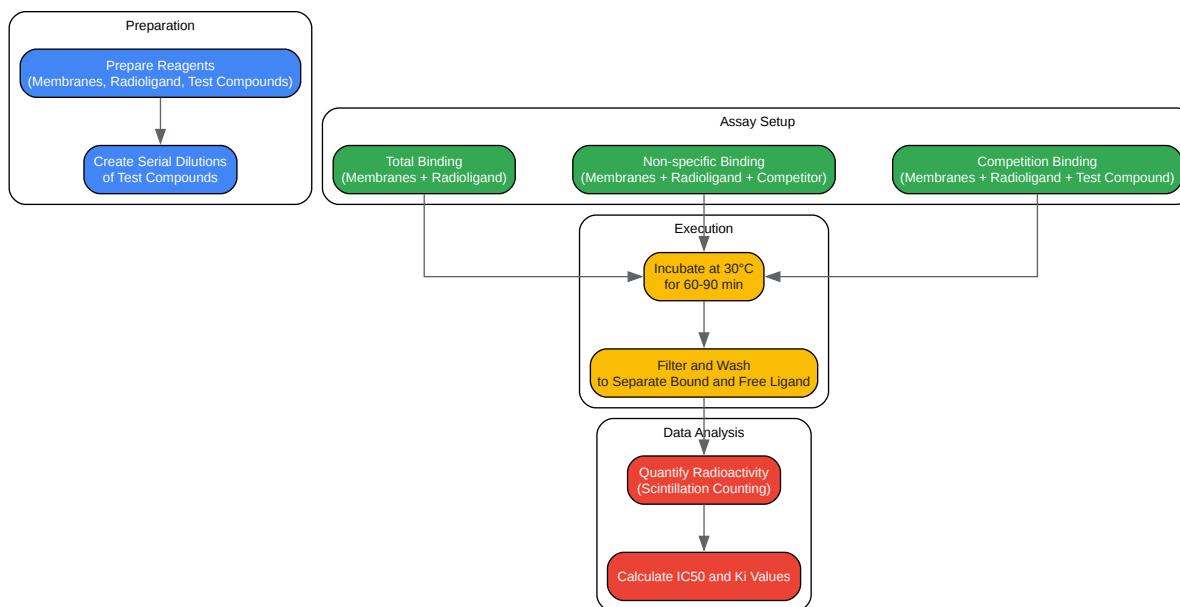 Preparation
Prepare Reagents
(Membranes, Radioligand, Test Compounds)
Create Serial Dilutions
of Test Compounds
Assay Setup
Total Binding
(Membranes + Radioligand)
Non-specific Binding
(Membranes + Radioligand + Competitor)
Competition Binding
(Membranes + Radioligand + Test Compound)
Execution
Incubate at 30°C
for 60-90 min
Filter and Wash
to Separate Bound and Free Ligand
Data Analysis
Quantify Radioactivity
(Scintillation Counting)
Calculate IC50 and Ki Values